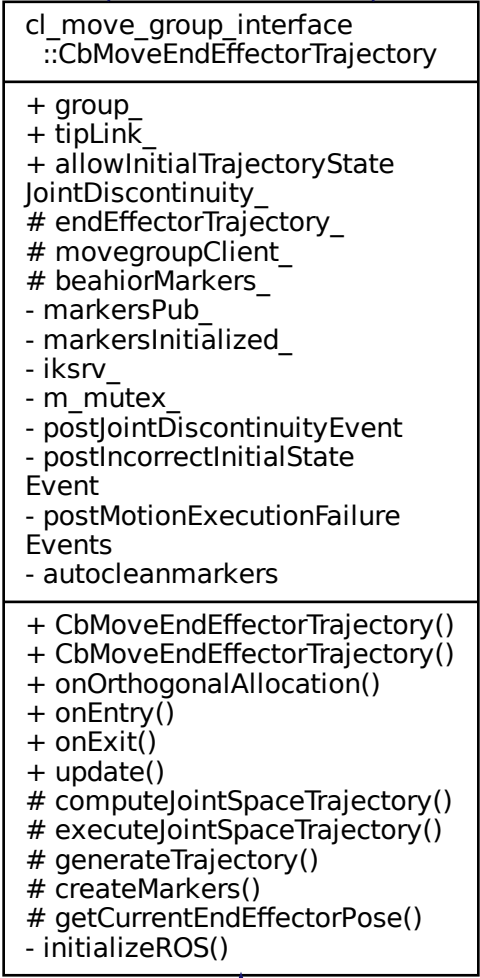 cl_move_group_interface
::CbMoveEndEffectorTrajectory
+ group_
+ tipLink_
+ allowInitialTrajectoryState
JointDiscontinuity_
# endEffectorTrajectory_
# movegroupClient_
# beahiorMarkers_
- markersPub_
- markersInitialized_
- iksrv_
- m_mutex_
- postJointDiscontinuityEvent
- postIncorrectInitialState
Event
- postMotionExecutionFailure
Events
- autocleanmarkers
+ CbMoveEndEffectorTrajectory()
+ CbMoveEndEffectorTrajectory()
+ onOrthogonalAllocation()
+ onEntry()
+ onExit()
+ update()
# computeJointSpaceTrajectory()
# executeJointSpaceTrajectory()
# generateTrajectory()
# createMarkers()
# getCurrentEndEffectorPose()
- initializeROS()